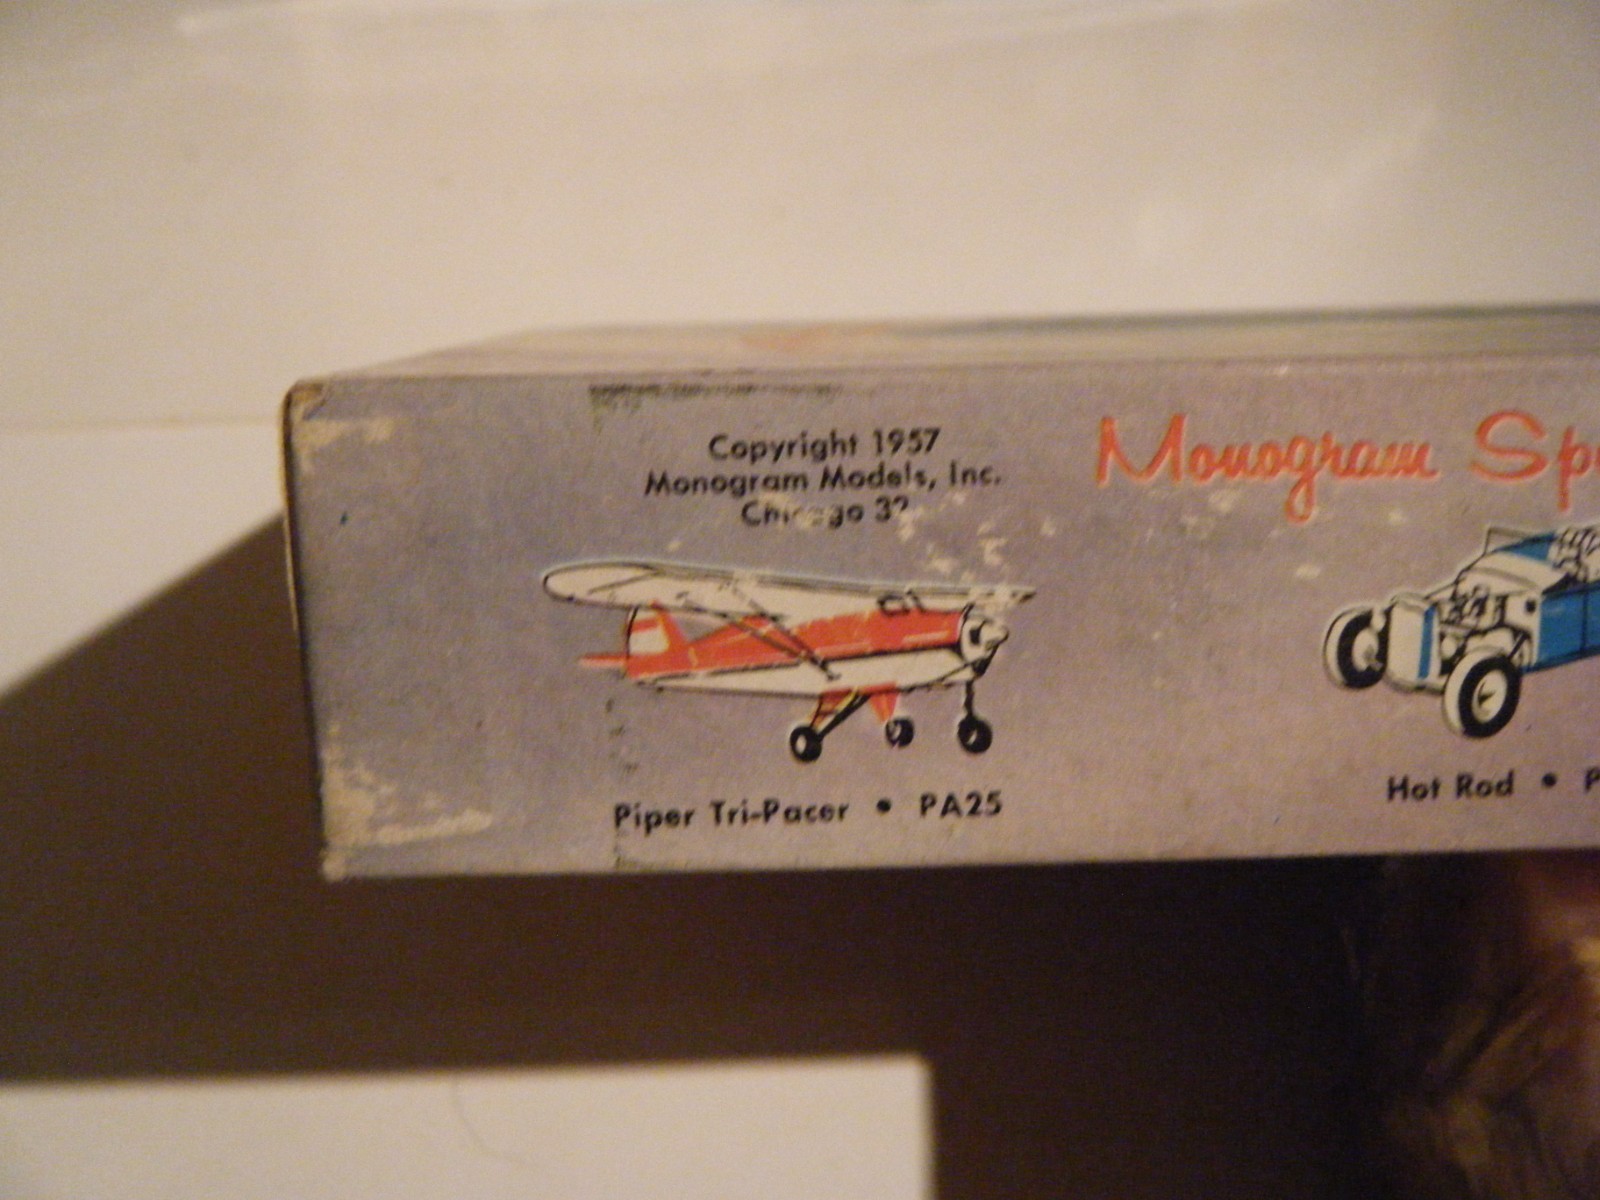 Copyright 1957
Monogram Models, Inc.
Chicago 32
Monogram
Piper Tri-Pacer • PA25
Hot Rod •